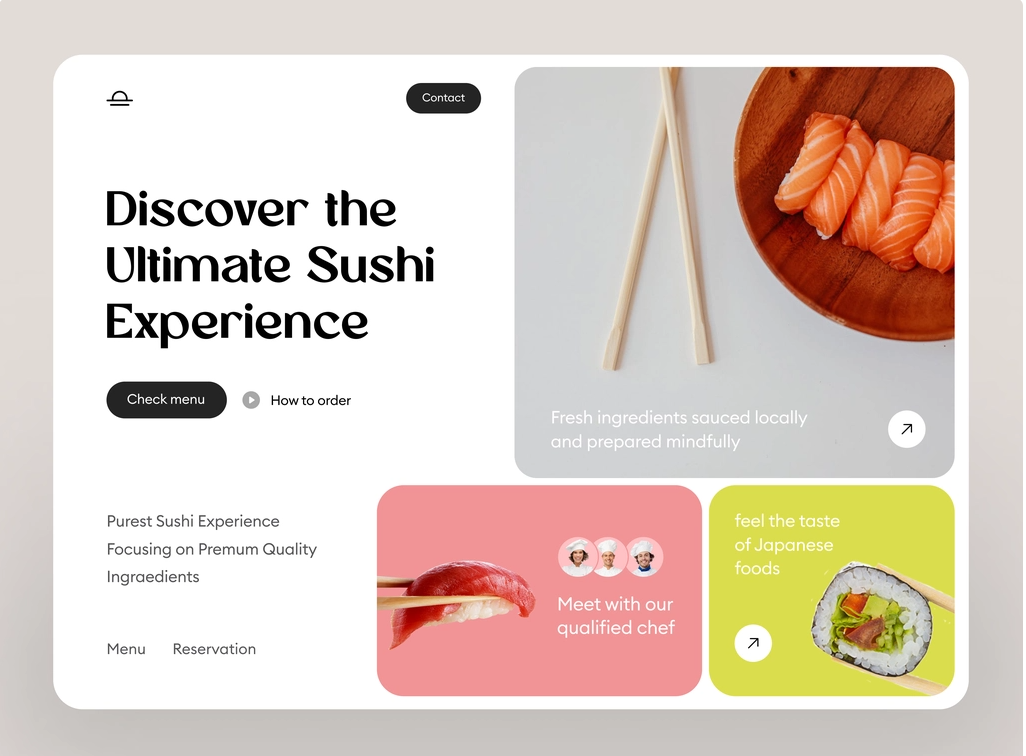 Contact
Discover the
Ultimate Sushi
Experience
Check menu
How to order
Fresh ingredients sauced locally
and prepared mindfully
Purest Sushi Experience
Focusing on Premum Quality
Ingraedients
Meet with our
qualified chef
feel the taste
of Japanese
foods
Menu
Reservation